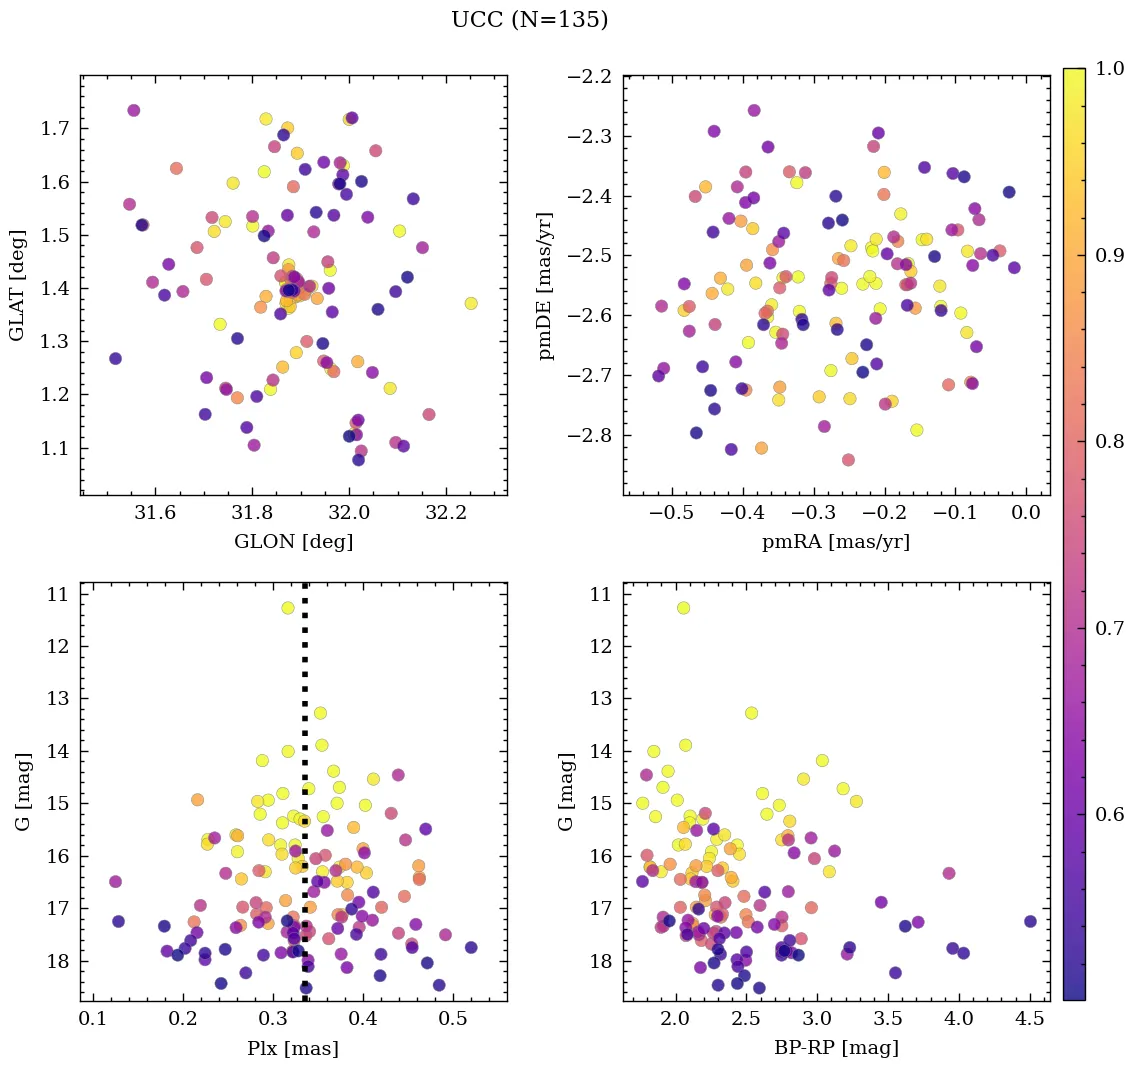 UCC (N=135)
1.7
1.6
1.5
1.4
1.3
1.2
1.1
GLAT [deg]
31.6 31.8 32.0 32.2
GLON [deg]
−2.2
−2.3
−2.4
−2.5
−2.6
−2.7
−2.8
pmDE [mas/yr]
−0.5 −0.4 −0.3 −0.2 −0.1 0.0
pmRA [mas/yr]
11
12
13
14
15
16
17
18
G [mag]
0.1 0.2 0.3 0.4 0.5
Plx [mas]
11
12
13
14
15
16
17
18
G [mag]
2.0 2.5 3.0 3.5 4.0 4.5
BP-RP [mag]
1.0
0.9
0.8
0.7
0.6